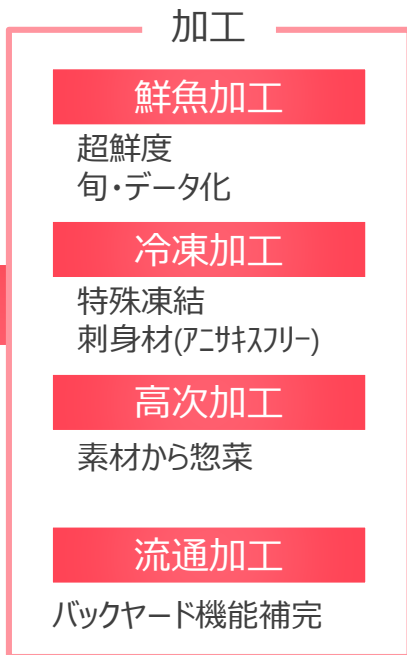 加工
鮮魚加工
超鮮度
旬・データ化
冷凍加工
特殊凍結
刺身材(ｱﾆｻｷｽﾌﾘｰ)
高次加工
素材から惣菜
流通加工
バックヤード機能補完